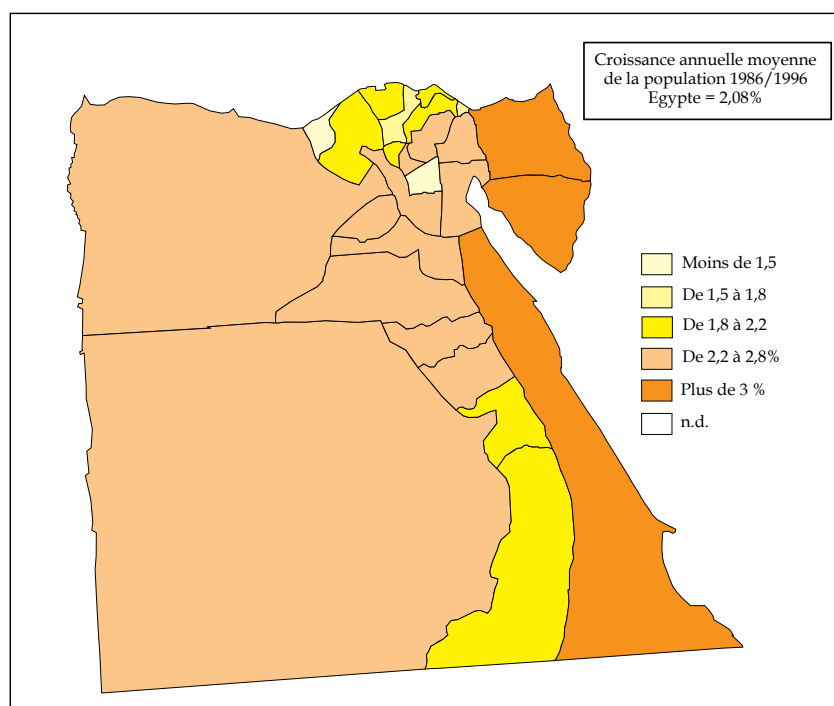 Croissance annuelle moyenne
de la population 1986/1996
Egypte = 2,08%
Moins de 1,5
De 1,5 à 1,8
De 1,8 à 2,2
De 2,2 à 2,8%
Plus de 3 %
n.d.